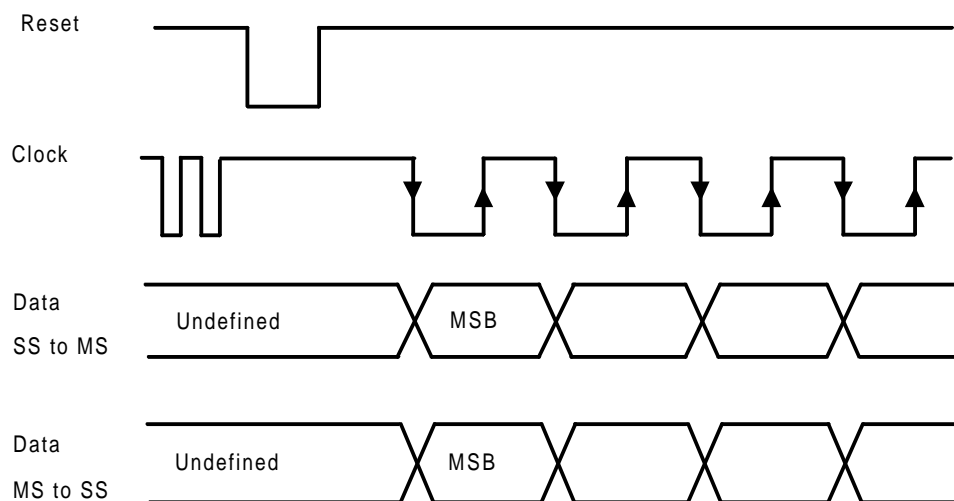 Reset
Clock
Data
SS to MS
Undefined
MSB
Data
MS to SS
Undefined
MSB